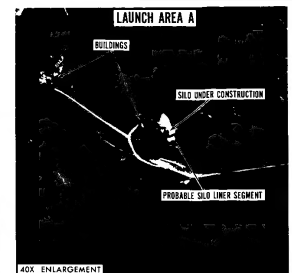 LAUNCH AREA A
BUILDINGS
SILO UNDER CONSTRUCTION
PROBABLE SILO LINER SEGMENT
40X ENLARGEMENT